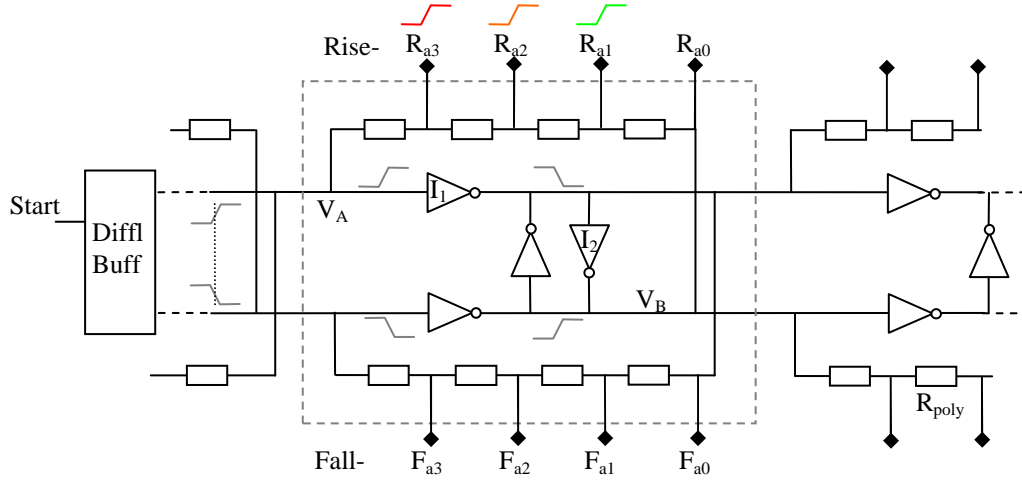 Rise- Ra3 Ra2 Ra1 Ra0
Start
Diffl
Buff
VA
I1
I2
VB
Rpoly
Fall- Fa3 Fa2 Fa1 Fa0